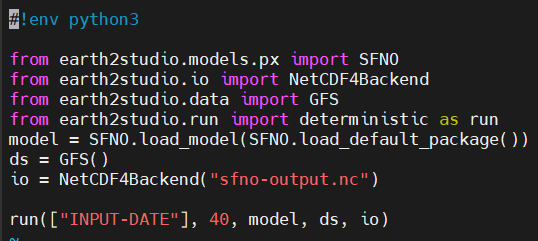 #!env python3
from earth2studio.models.px import SFNO
from earth2studio.io import NetCDF4Backend
from earth2studio.data import GFS
from earth2studio.run import deterministic as run
model = SFNO.load_model(SFNO.load_default_package())
ds = GFS()
io = NetCDF4Backend("sfno-output.nc")
run(["INPUT-DATE"], 40, model, ds, io)